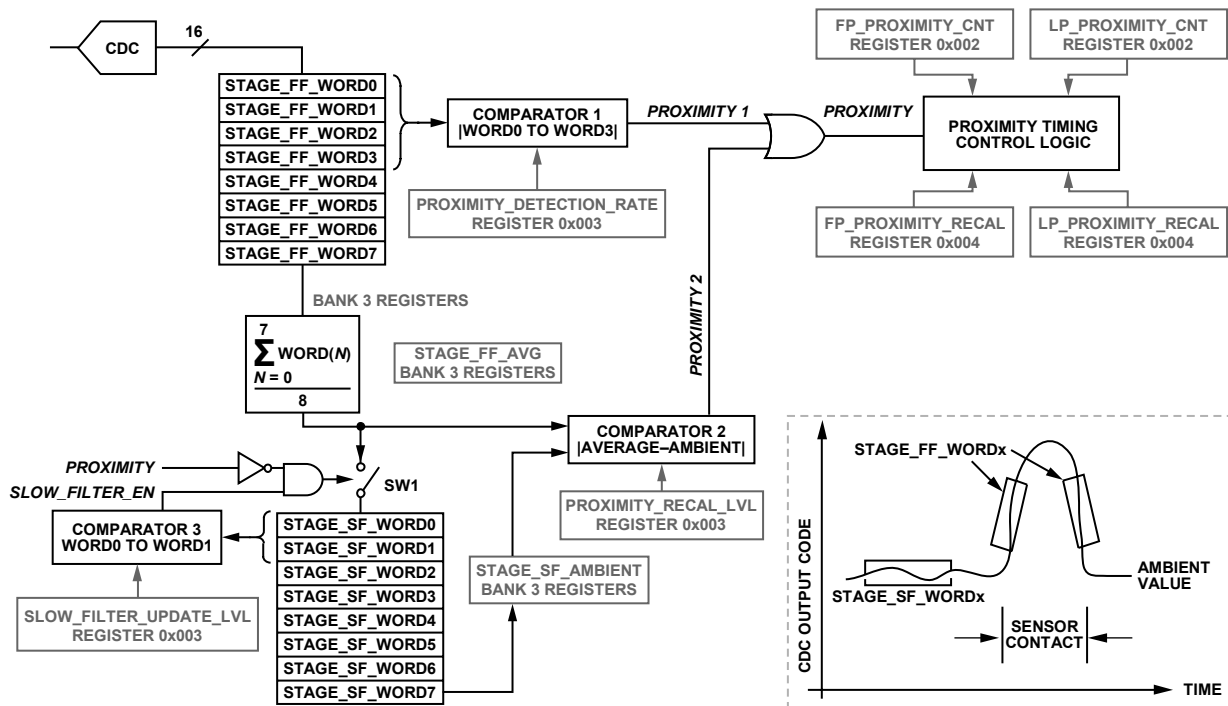 CDC
16
STAGE_FF_WORD0
STAGE_FF_WORD1
STAGE_FF_WORD2
STAGE_FF_WORD3
STAGE_FF_WORD4
STAGE_FF_WORD5
STAGE_FF_WORD6
STAGE_FF_WORD7
COMPARATOR 1
|WORD0 TO WORD3|
PROXIMITY_DETECTION_RATE
REGISTER 0x003
PROXIMITY 1
PROXIMITY
FP_PROXIMITY_CNT
REGISTER 0x002
LP_PROXIMITY_CNT
REGISTER 0x002
PROXIMITY TIMING
CONTROL LOGIC
FP_PROXIMITY_RECAL
REGISTER 0x004
LP_PROXIMITY_RECAL
REGISTER 0x004
BANK 3 REGISTERS
7
Σ WORD(N)
N = 0
8
STAGE_FF_AVG
BANK 3 REGISTERS
PROXIMITY 2
COMPARATOR 2
|AVERAGE–AMBIENT|
PROXIMITY_RECAL_LVL
REGISTER 0x003
PROXIMITY
SLOW_FILTER_EN
SW1
COMPARATOR 3
WORD0 TO WORD1
SLOW_FILTER_UPDATE_LVL
REGISTER 0x003
STAGE_SF_WORD0
STAGE_SF_WORD1
STAGE_SF_WORD2
STAGE_SF_WORD3
STAGE_SF_WORD4
STAGE_SF_WORD5
STAGE_SF_WORD6
STAGE_SF_WORD7
STAGE_SF_AMBIENT
BANK 3 REGISTERS
CDC OUTPUT CODE
STAGE_FF_WORDx
STAGE_SF_WORDx
AMBIENT
VALUE
SENSOR
CONTACT
TIME